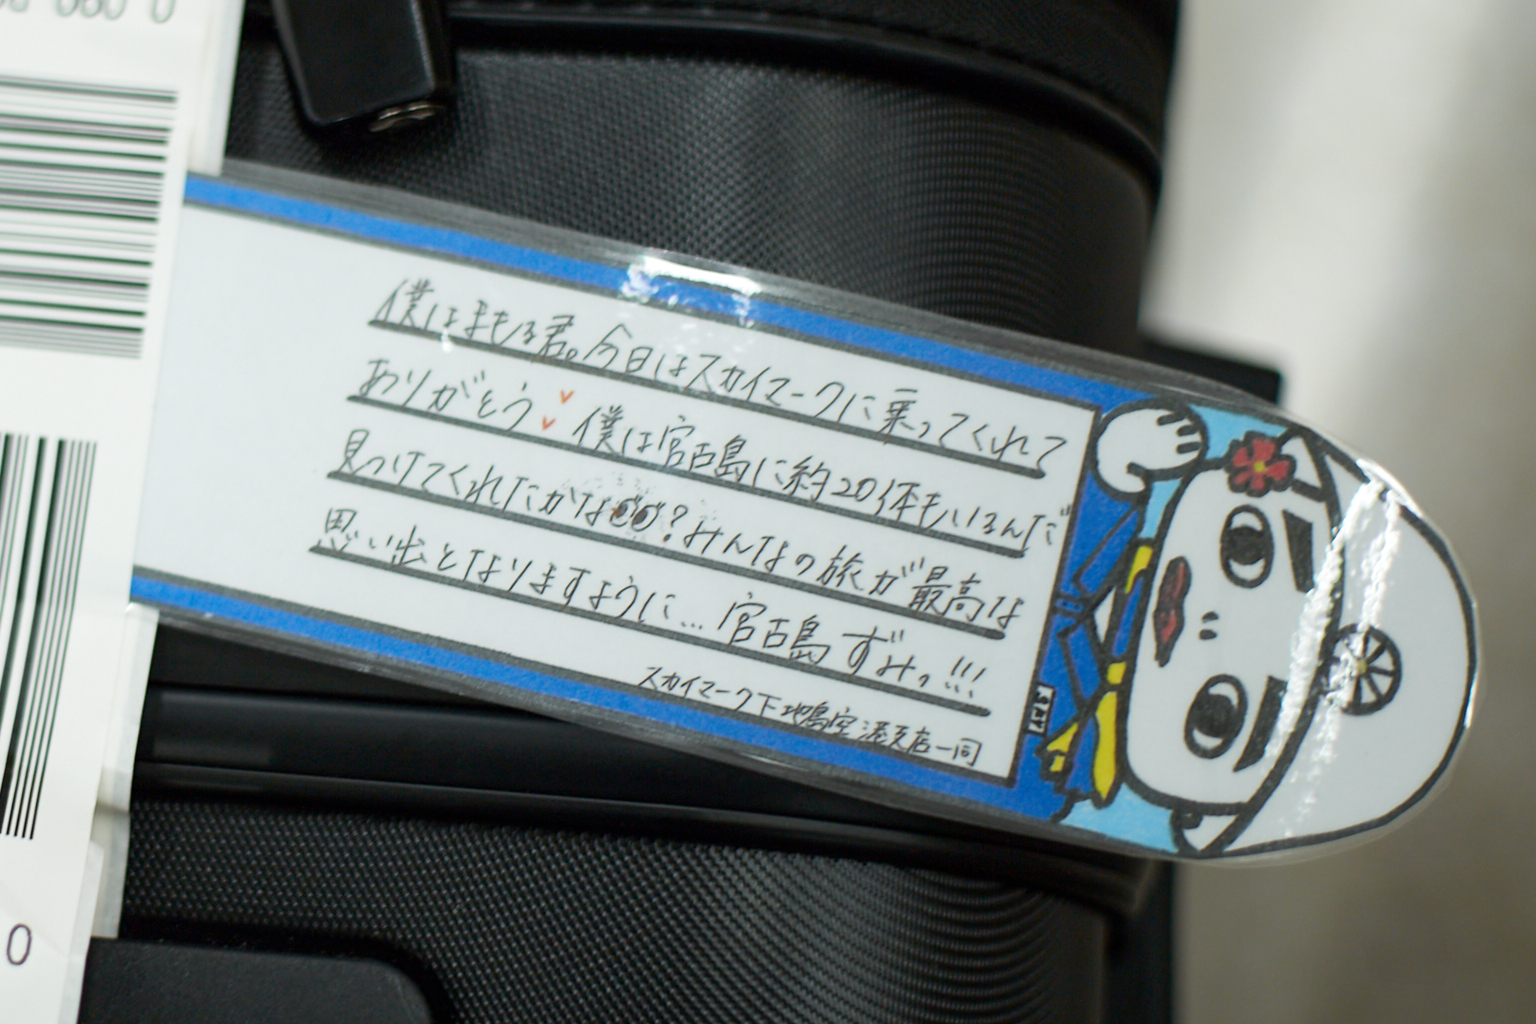 僕はまもる君。今日はスカイマークに乗ってくれて
ありがとう 僕は宮古島に約20体もいるんだ
見つけてくれたかな?みんなの旅が最高な
思い出となりますように... 宮古島ずみっ!!!
スカイマーク下地島空港支店一同
0